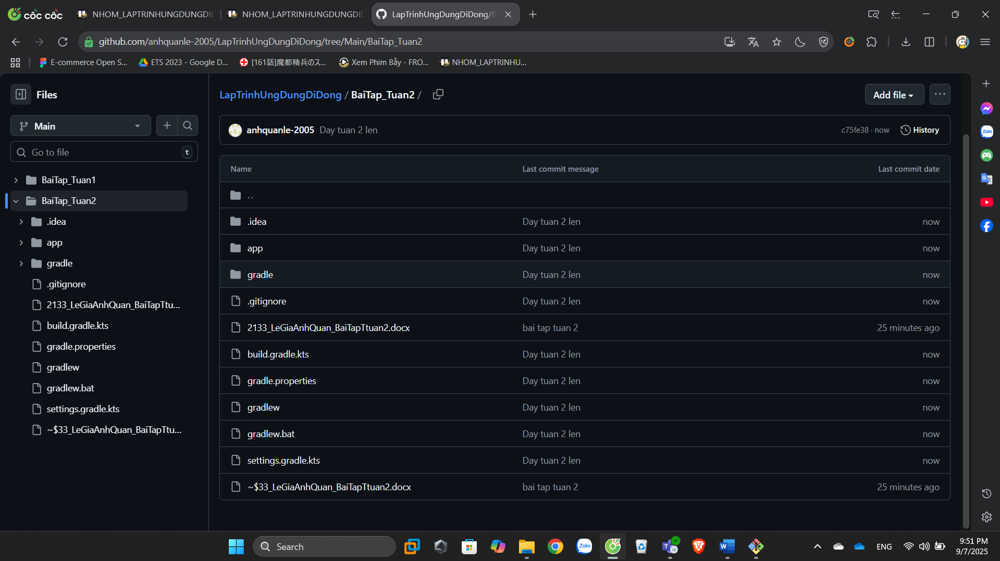 cốc cốc
NHOM_LAPTRINHUNGDUNGDI
NHOM_LAPTRINHUNGDUNGDI
LapTrinhUngDungDiDong/B
github.com/anhquanle-2005/LapTrinhUngDungDiDong/tree/Main/BaiTap_Tuan2
E-commerce Open S...
ETS 2023 - Google D...
[161話]魔都精兵のス...
Xem Phim Bẫy - FRO...
NHOM_LAPTRINHU...
Files
Main
Go to file
t
BaiTap_Tuan1
BaiTap_Tuan2
.idea
app
gradle
.gitignore
2133_LeGiaAnhQuan_BaiTapTtu...
build.gradle.kts
gradle.properties
gradlew
gradlew.bat
settings.gradle.kts
~$33_LeGiaAnhQuan_BaiTapTtu...
LapTrinhUngDungDiDong / BaiTap_Tuan2 /
Add file
anhquanle-2005 Day tuan 2 len
c75fe38 · now
History
Name Last commit message Last commit date
..
.idea Day tuan 2 len now
app Day tuan 2 len now
gradle Day tuan 2 len now
.gitignore Day tuan 2 len now
2133_LeGiaAnhQuan_BaiTapTtuan2.docx bai tap tuan 2 25 minutes ago
build.gradle.kts Day tuan 2 len now
gradle.properties Day tuan 2 len now
gradlew Day tuan 2 len now
gradlew.bat Day tuan 2 len now
settings.gradle.kts Day tuan 2 len now
~$33_LeGiaAnhQuan_BaiTapTtuan2.docx bai tap tuan 2 25 minutes ago
Zalo
Search
Zalo
ENG
9:51 PM
9/7/2025